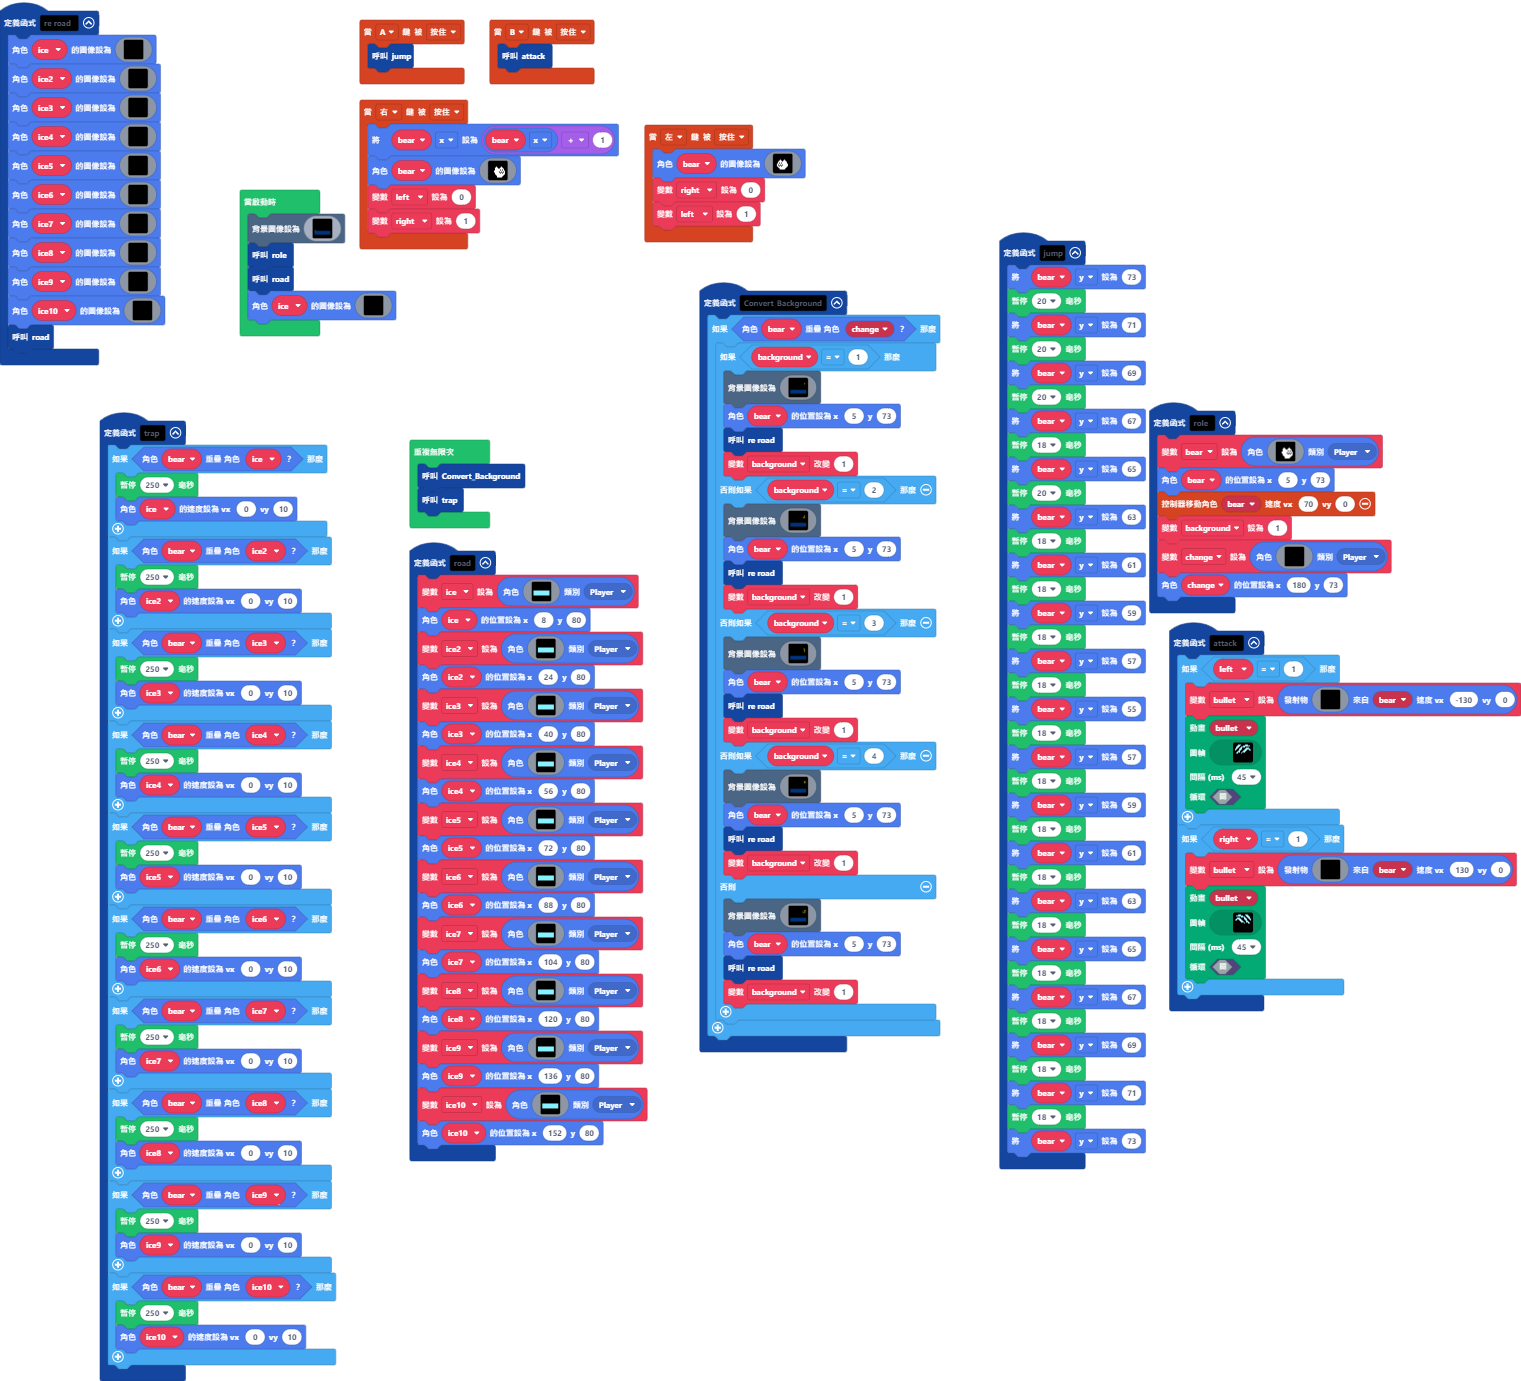 定義函式 re road
角色 ice 的圖像設為
角色 ice2 的圖像設為
角色 ice3 的圖像設為
角色 ice4 的圖像設為
角色 ice5 的圖像設為
角色 ice6 的圖像設為
角色 ice7 的圖像設為
角色 ice8 的圖像設為
角色 ice9 的圖像設為
角色 ice10 的圖像設為
呼叫 road
當 A 鍵 被 按住
呼叫 jump
當 B 鍵 被 按住
呼叫 attack
當 右 鍵 被 按住
將 bear x 設為 bear x + 1
角色 bear 的圖像設為
變數 left 設為 0
變數 right 設為 1
當 左 鍵 被 按住
角色 bear 的圖像設為
變數 right 設為 0
變數 left 設為 1
當啟動時
背景圖像設為
呼叫 role
呼叫 road
角色 ice 的圖像設為
定義函式 trap
如果 角色 bear 重疊 角色 ice ? 那麼
暫停 250 毫秒
角色 ice 的速度設為 vx 0 vy 10
如果 角色 bear 重疊 角色 ice2 ? 那麼
暫停 250 毫秒
角色 ice2 的速度設為 vx 0 vy 10
如果 角色 bear 重疊 角色 ice3 ? 那麼
暫停 250 毫秒
角色 ice3 的速度設為 vx 0 vy 10
如果 角色 bear 重疊 角色 ice4 ? 那麼
暫停 250 毫秒
角色 ice4 的速度設為 vx 0 vy 10
如果 角色 bear 重疊 角色 ice5 ? 那麼
暫停 250 毫秒
角色 ice5 的速度設為 vx 0 vy 10
如果 角色 bear 重疊 角色 ice6 ? 那麼
暫停 250 毫秒
角色 ice6 的速度設為 vx 0 vy 10
如果 角色 bear 重疊 角色 ice7 ? 那麼
暫停 250 毫秒
角色 ice7 的速度設為 vx 0 vy 10
如果 角色 bear 重疊 角色 ice8 ? 那麼
暫停 250 毫秒
角色 ice8 的速度設為 vx 0 vy 10
如果 角色 bear 重疊 角色 ice9 ? 那麼
暫停 250 毫秒
角色 ice9 的速度設為 vx 0 vy 10
如果 角色 bear 重疊 角色 ice10 ? 那麼
暫停 250 毫秒
角色 ice10 的速度設為 vx 0 vy 10
重複無限次
呼叫 Convert_Background
呼叫 trap
定義函式 road
變數 ice 設為 角色 類別 Player
角色 ice 的位置設為 x 8 y 80
變數 ice2 設為 角色 類別 Player
角色 ice2 的位置設為 x 24 y 80
變數 ice3 設為 角色 類別 Player
角色 ice3 的位置設為 x 40 y 80
變數 ice4 設為 角色 類別 Player
角色 ice4 的位置設為 x 56 y 80
變數 ice5 設為 角色 類別 Player
角色 ice5 的位置設為 x 72 y 80
變數 ice6 設為 角色 類別 Player
角色 ice6 的位置設為 x 88 y 80
變數 ice7 設為 角色 類別 Player
角色 ice7 的位置設為 x 104 y 80
變數 ice8 設為 角色 類別 Player
角色 ice8 的位置設為 x 120 y 80
變數 ice9 設為 角色 類別 Player
角色 ice9 的位置設為 x 136 y 80
變數 ice10 設為 角色 類別 Player
角色 ice10 的位置設為 x 152 y 80
定義函式 Convert Background
如果 角色 bear 重疊 角色 change ? 那麼
如果 background = 1 那麼
背景圖像設為
角色 bear 的位置設為 x 5 y 73
呼叫 re road
變數 background 改變 1
否則如果 background = 2 那麼
背景圖像設為
角色 bear 的位置設為 x 5 y 73
呼叫 re road
變數 background 改變 1
否則如果 background = 3 那麼
背景圖像設為
角色 bear 的位置設為 x 5 y 73
呼叫 re road
變數 background 改變 1
否則如果 background = 4 那麼
背景圖像設為
角色 bear 的位置設為 x 5 y 73
呼叫 re road
變數 background 改變 1
否則
背景圖像設為
角色 bear 的位置設為 x 5 y 73
呼叫 re road
變數 background 改變 1
定義函式 jump
將 bear y 設為 73
暫停 20 毫秒
將 bear y 設為 71
暫停 20 毫秒
將 bear y 設為 69
暫停 20 毫秒
將 bear y 設為 67
暫停 18 毫秒
將 bear y 設為 65
暫停 20 毫秒
將 bear y 設為 63
暫停 18 毫秒
將 bear y 設為 61
暫停 18 毫秒
將 bear y 設為 59
暫停 18 毫秒
將 bear y 設為 57
暫停 18 毫秒
將 bear y 設為 55
暫停 18 毫秒
將 bear y 設為 57
暫停 18 毫秒
將 bear y 設為 59
暫停 18 毫秒
將 bear y 設為 61
暫停 18 毫秒
將 bear y 設為 63
暫停 18 毫秒
將 bear y 設為 65
暫停 18 毫秒
將 bear y 設為 67
暫停 18 毫秒
將 bear y 設為 69
暫停 18 毫秒
將 bear y 設為 71
暫停 18 毫秒
將 bear y 設為 73
定義函式 role
變數 bear 設為 角色 類別 Player
角色 bear 的位置設為 x 5 y 73
控制器移動角色 bear 速度 vx 70 vy 0
變數 background 設為 1
變數 change 設為 角色 類別 Player
角色 change 的位置設為 x 180 y 73
定義函式 attack
如果 left = 1 那麼
變數 bullet 設為 發射物 來自 bear 速度 vx -130 vy 0
動畫 bullet
圖幀
間隔 (ms) 45
循環 關
如果 right = 1 那麼
變數 bullet 設為 發射物 來自 bear 速度 vx 130 vy 0
動畫 bullet
圖幀
間隔 (ms) 45
循環 關